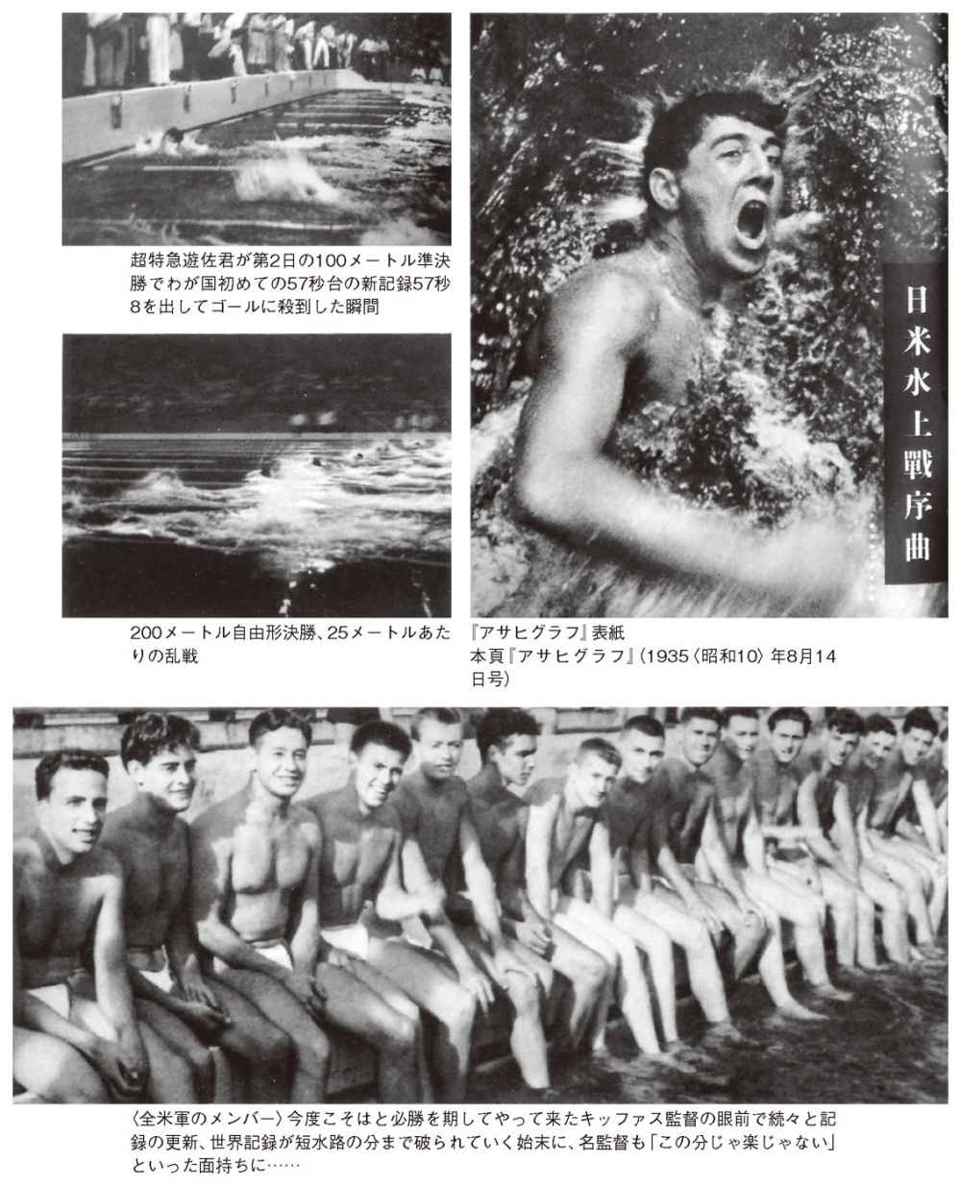 超特急遊佐君が第2日の100メートル準決
勝でわが国初めての57秒台の新記録57秒
8を出してゴールに殺到した瞬間
200メートル自由形決勝、25メートルあた
りの乱戦
日米水上戰序曲
『アサヒグラフ』表紙
本頁『アサヒグラフ』（1935〈昭和10〉年8月14
日号）
〈全米軍のメンバー〉今度こそはと必勝を期してやって来たキッファス監督の眼前で続々と記
録の更新、世界記録が短水路の分まで破られていく始末に、名監督も「この分じゃ楽じゃない」
といった面持ちに……